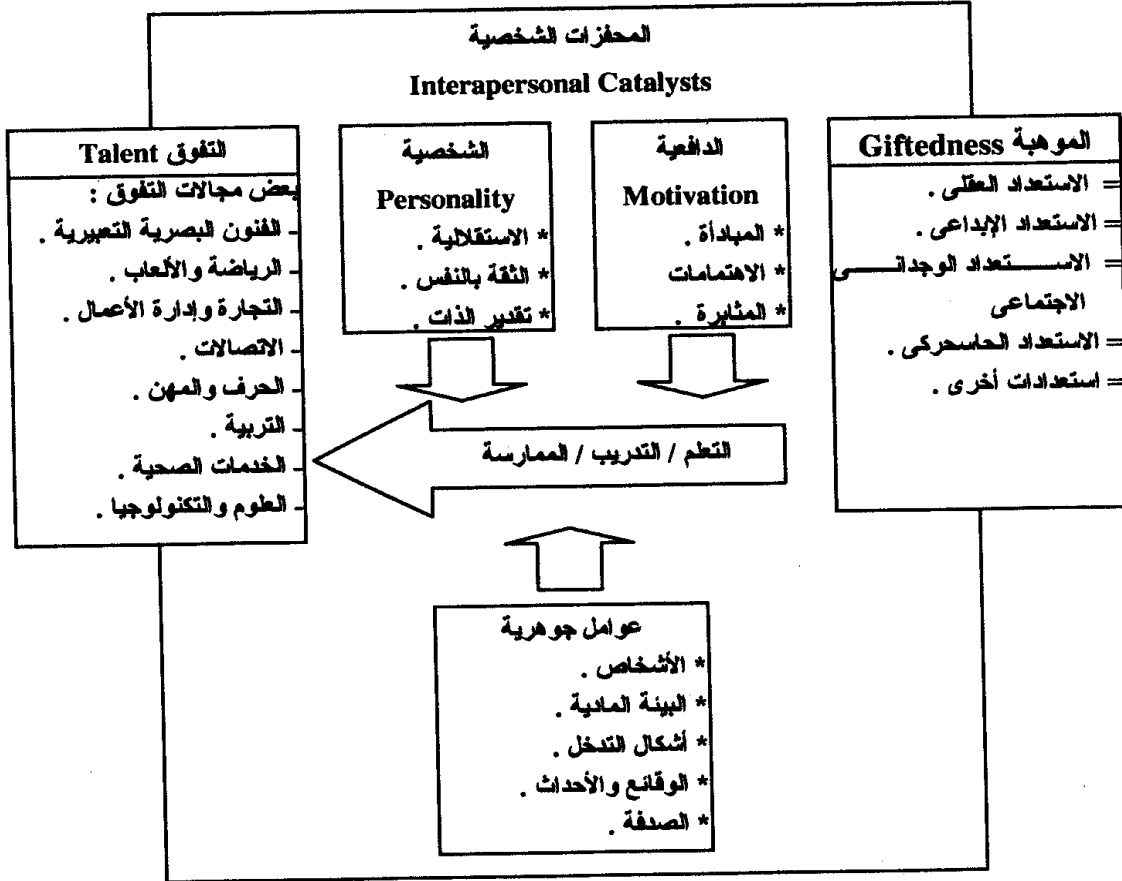 المحفزات الشخصية
Interapersonal Catalysts
الموهبة Giftedness
= الاستعداد العقلى .
= الاستعداد الإبداعى .
= الاستعداد الوجدانى
الاجتماعى
= الاستعداد الحاسحركى .
= استعدادات أخرى .
الدافعية
Motivation
* المبادأة .
* الاهتمامات
* المثابرة .
الشخصية
Personality
* الاستقلالية .
* الثقة بالنفس .
* تقدير الذات .
التفوق Talent
بعض مجالات التفوق :
- الفنون البصرية التعبيرية .
- الرياضة والألعاب .
- التجارة وإدارة الأعمال .
- الاتصالات .
- الحرف والمهن .
- التربية .
- الخدمات الصحية .
- العلوم والتكنولوجيا .
التعلم / التدريب / الممارسة
عوامل جوهرية
* الأشخاص .
* البيئة المادية .
* أشكال التدخل .
* الوقائع والأحداث .
* الصدفة .